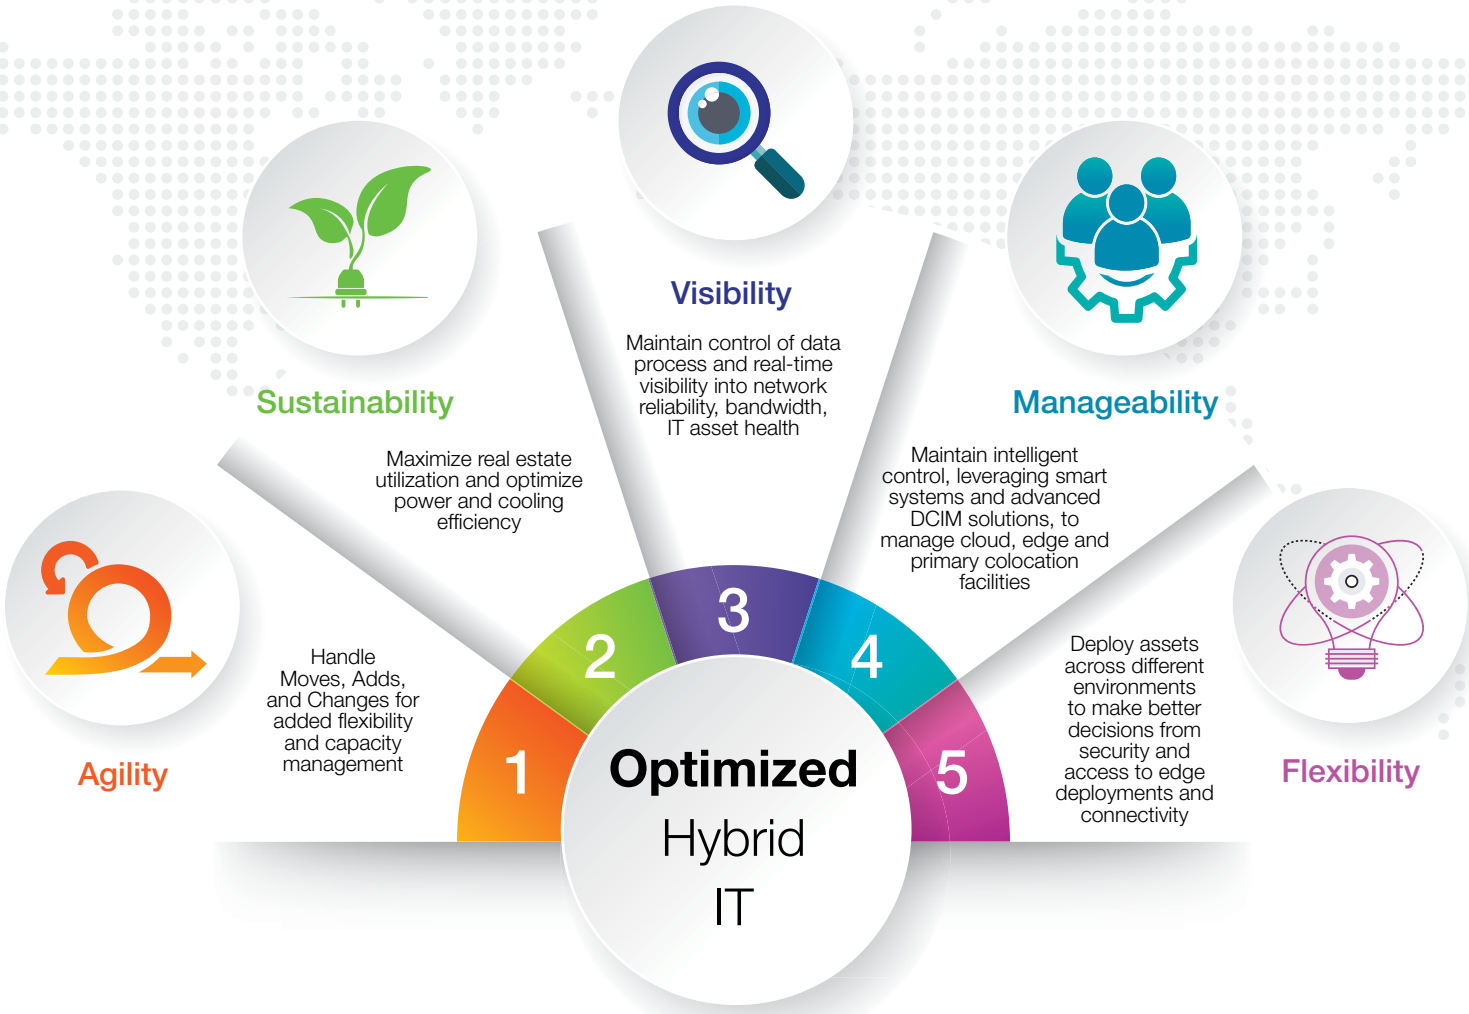 Visibility
Maintain control of data
process and real-time
visibility into network
reliability, bandwidth,
IT asset health
Sustainability
Maximize real estate
utilization and optimize
power and cooling
efficiency
Manageability
Maintain intelligent
control, leveraging smart
systems and advanced
DCIM solutions, to
manage cloud, edge and
primary colocation
facilities
Agility
Handle
Moves, Adds,
and Changes for
added flexibility
and capacity
management
Flexibility
Deploy assets
across different
environments
to make better
decisions from
security and
access to edge
deployments and
connectivity
1
2
3
4
5
Optimized
Hybrid
IT